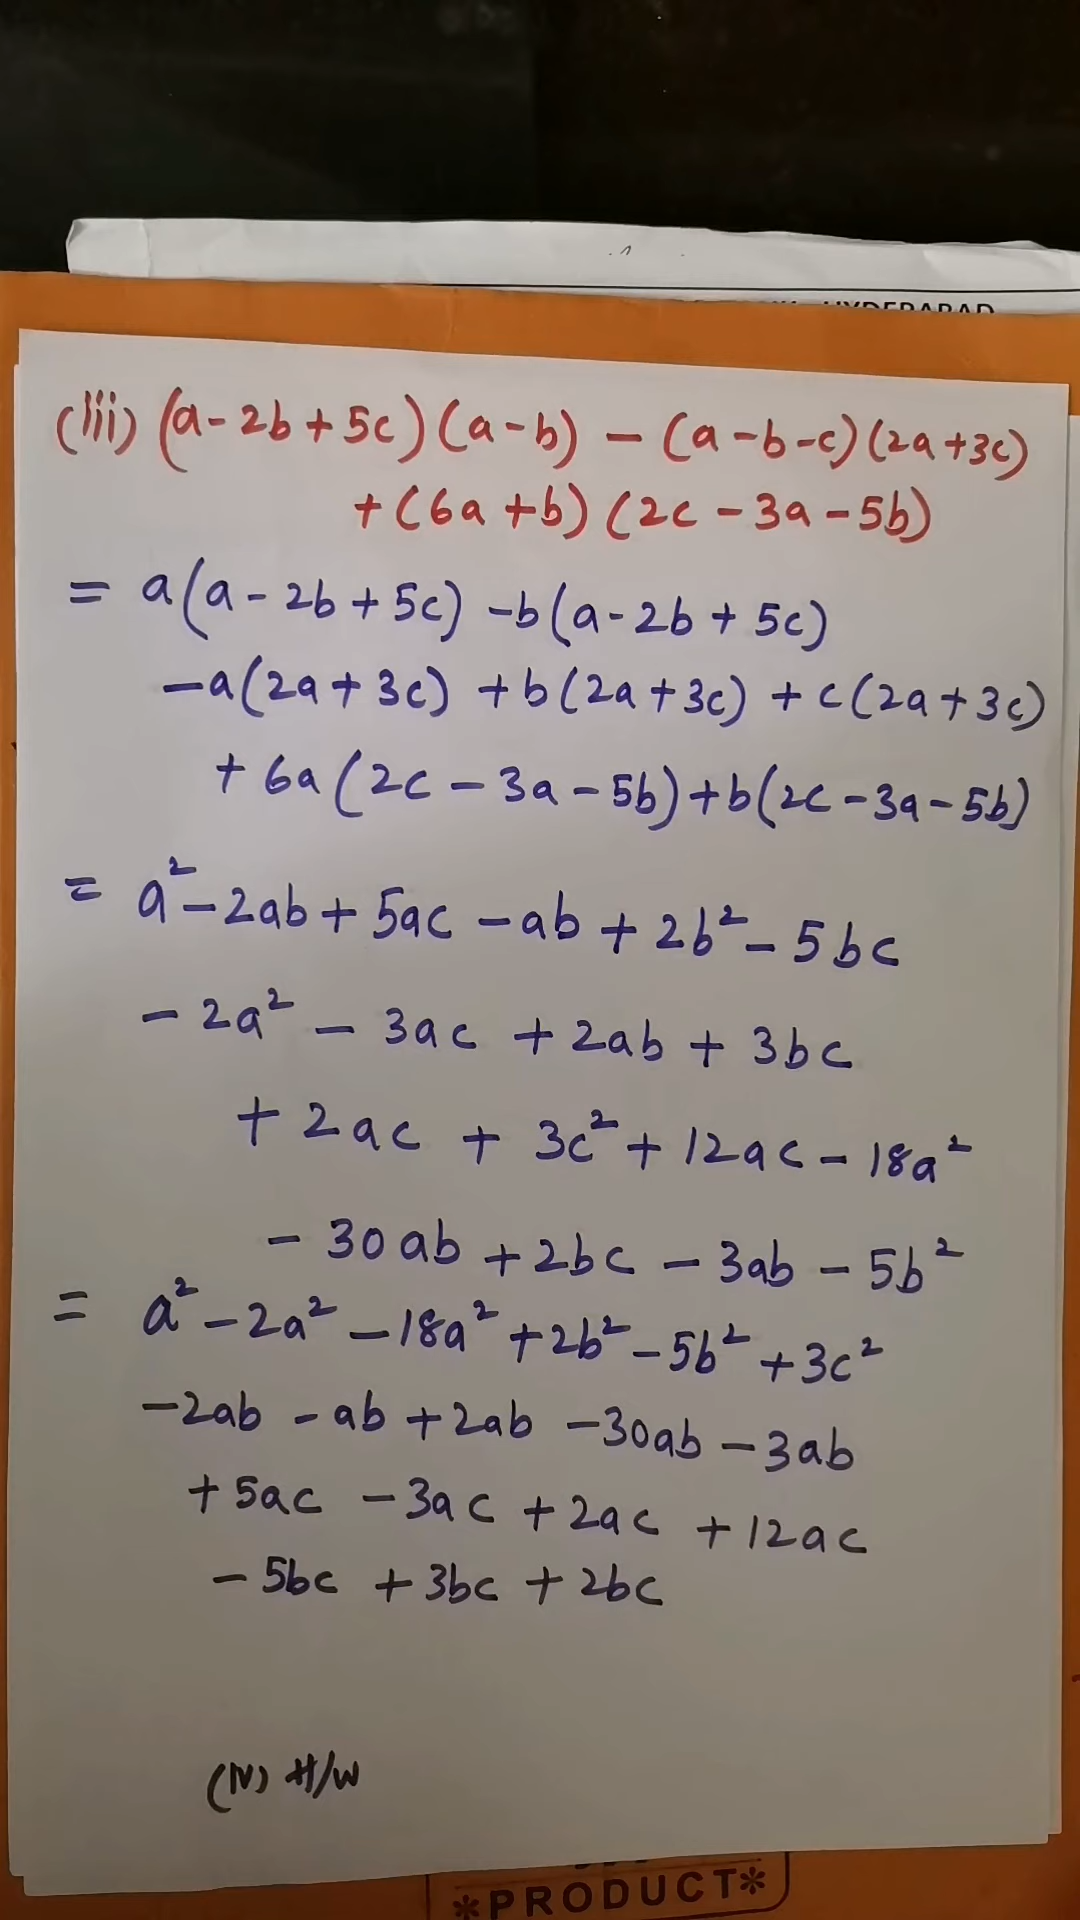 HYDERABAD
(iii) (a-2b+5c)(a-b) - (a-b-c)(2a+3c)
+(6a+b)(2c-3a-5b)
= a(a-2b+5c) -b(a-2b+5c)
-a(2a+3c) +b(2a+3c) +c(2a+3c)
+6a(2c-3a-5b)+b(2c-3a-5b)
= a²-2ab+5ac-ab+2b²-5bc
-2a²-3ac+2ab+3bc
+2ac+3c²+12ac-18a²
-30ab+2bc-3ab-5b²
= a²-2a²-18a²+2b²-5b²+3c²
-2ab-ab+2ab-30ab-3ab
+5ac-3ac+2ac+12ac
-5bc+3bc+2bc
(iv) H/W
*PRODUCT*